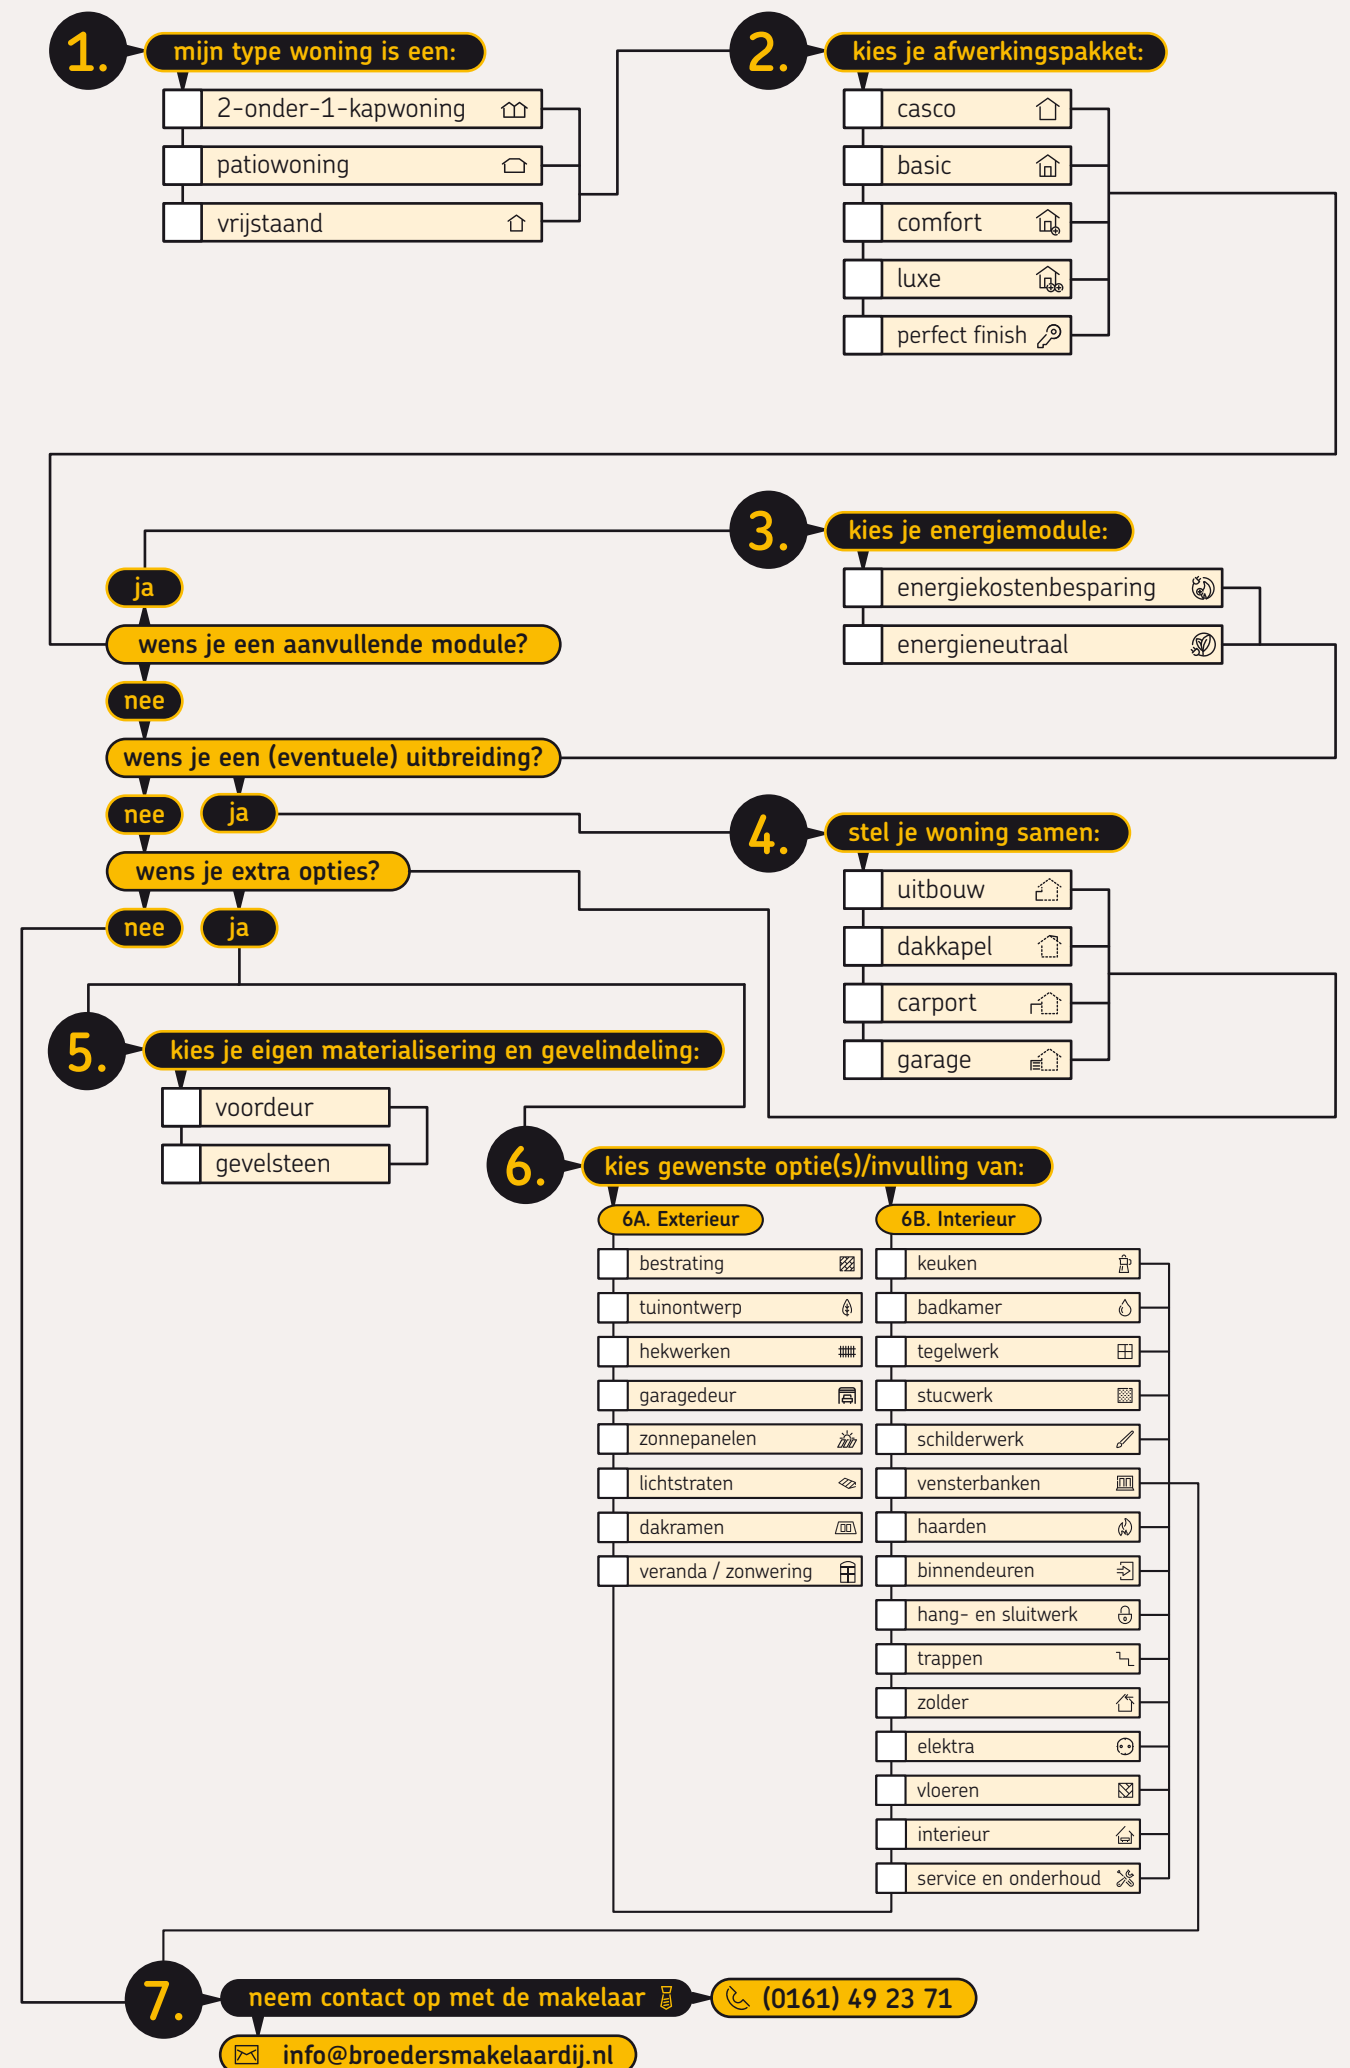 1.
mijn type woning is een:
2-onder-1-kapwoning
patiowoning
vrijstaand
2.
kies je afwerkingspakket:
casco
basic
comfort
luxe
perfect finish
3.
kies je energiemodule:
energiekostenbesparing
energieneutraal
ja
wens je een aanvullende module?
nee
wens je een (eventuele) uitbreiding?
nee
ja
wens je extra opties?
nee
ja
4.
stel je woning samen:
uitbouw
dakkapel
carport
garage
5.
kies je eigen materialisering en gevelindeling:
voordeur
gevelsteen
6.
kies gewenste optie(s)/invulling van:
6A. Exterieur
bestrating
tuinontwerp
hekwerken
garagedeur
zonnepanelen
lichtstraten
dakramen
veranda / zonwering
6B. Interieur
keuken
badkamer
tegelwerk
stucwerk
schilderwerk
vensterbanken
haarden
binnendeuren
hang- en sluitwerk
trappen
zolder
elektra
vloeren
interieur
service en onderhoud
7.
neem contact op met de makelaar
(0161) 49 23 71
info@broedersmakelaardij.nl